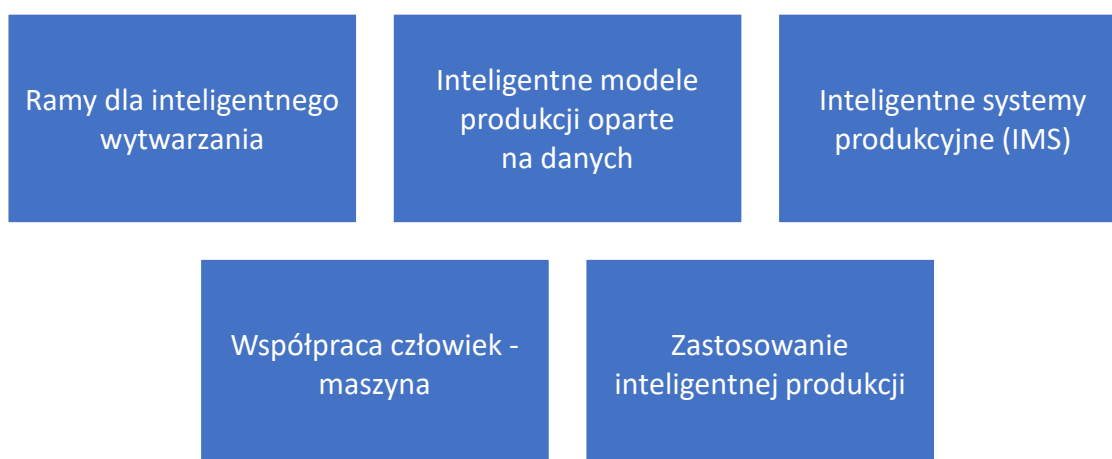 Ramy dla inteligentnego
wytwarzania
Inteligentne modele
produkcji oparte
na danych
Inteligentne systemy
produkcyjne (IMS)
Współpraca człowiek -
maszyna
Zastosowanie
inteligentnej produkcji